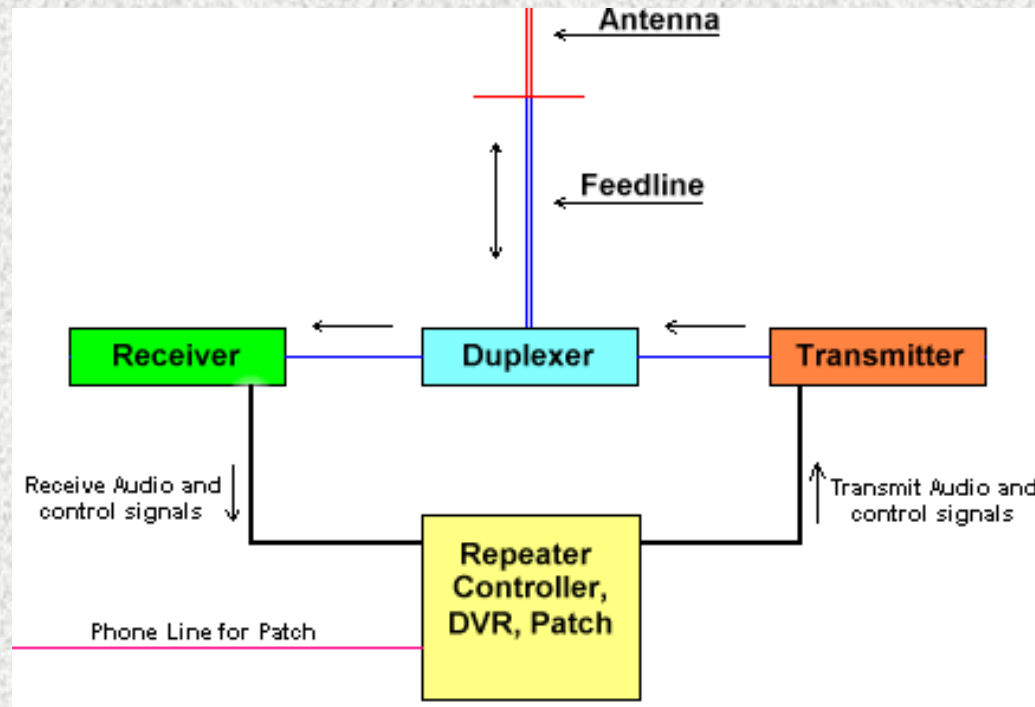 Antenna
Feedline
Receiver
Duplexer
Transmitter
Receive Audio and
control signals
Transmit Audio and
control signals
Repeater
Controller,
DVR, Patch
Phone Line for Patch